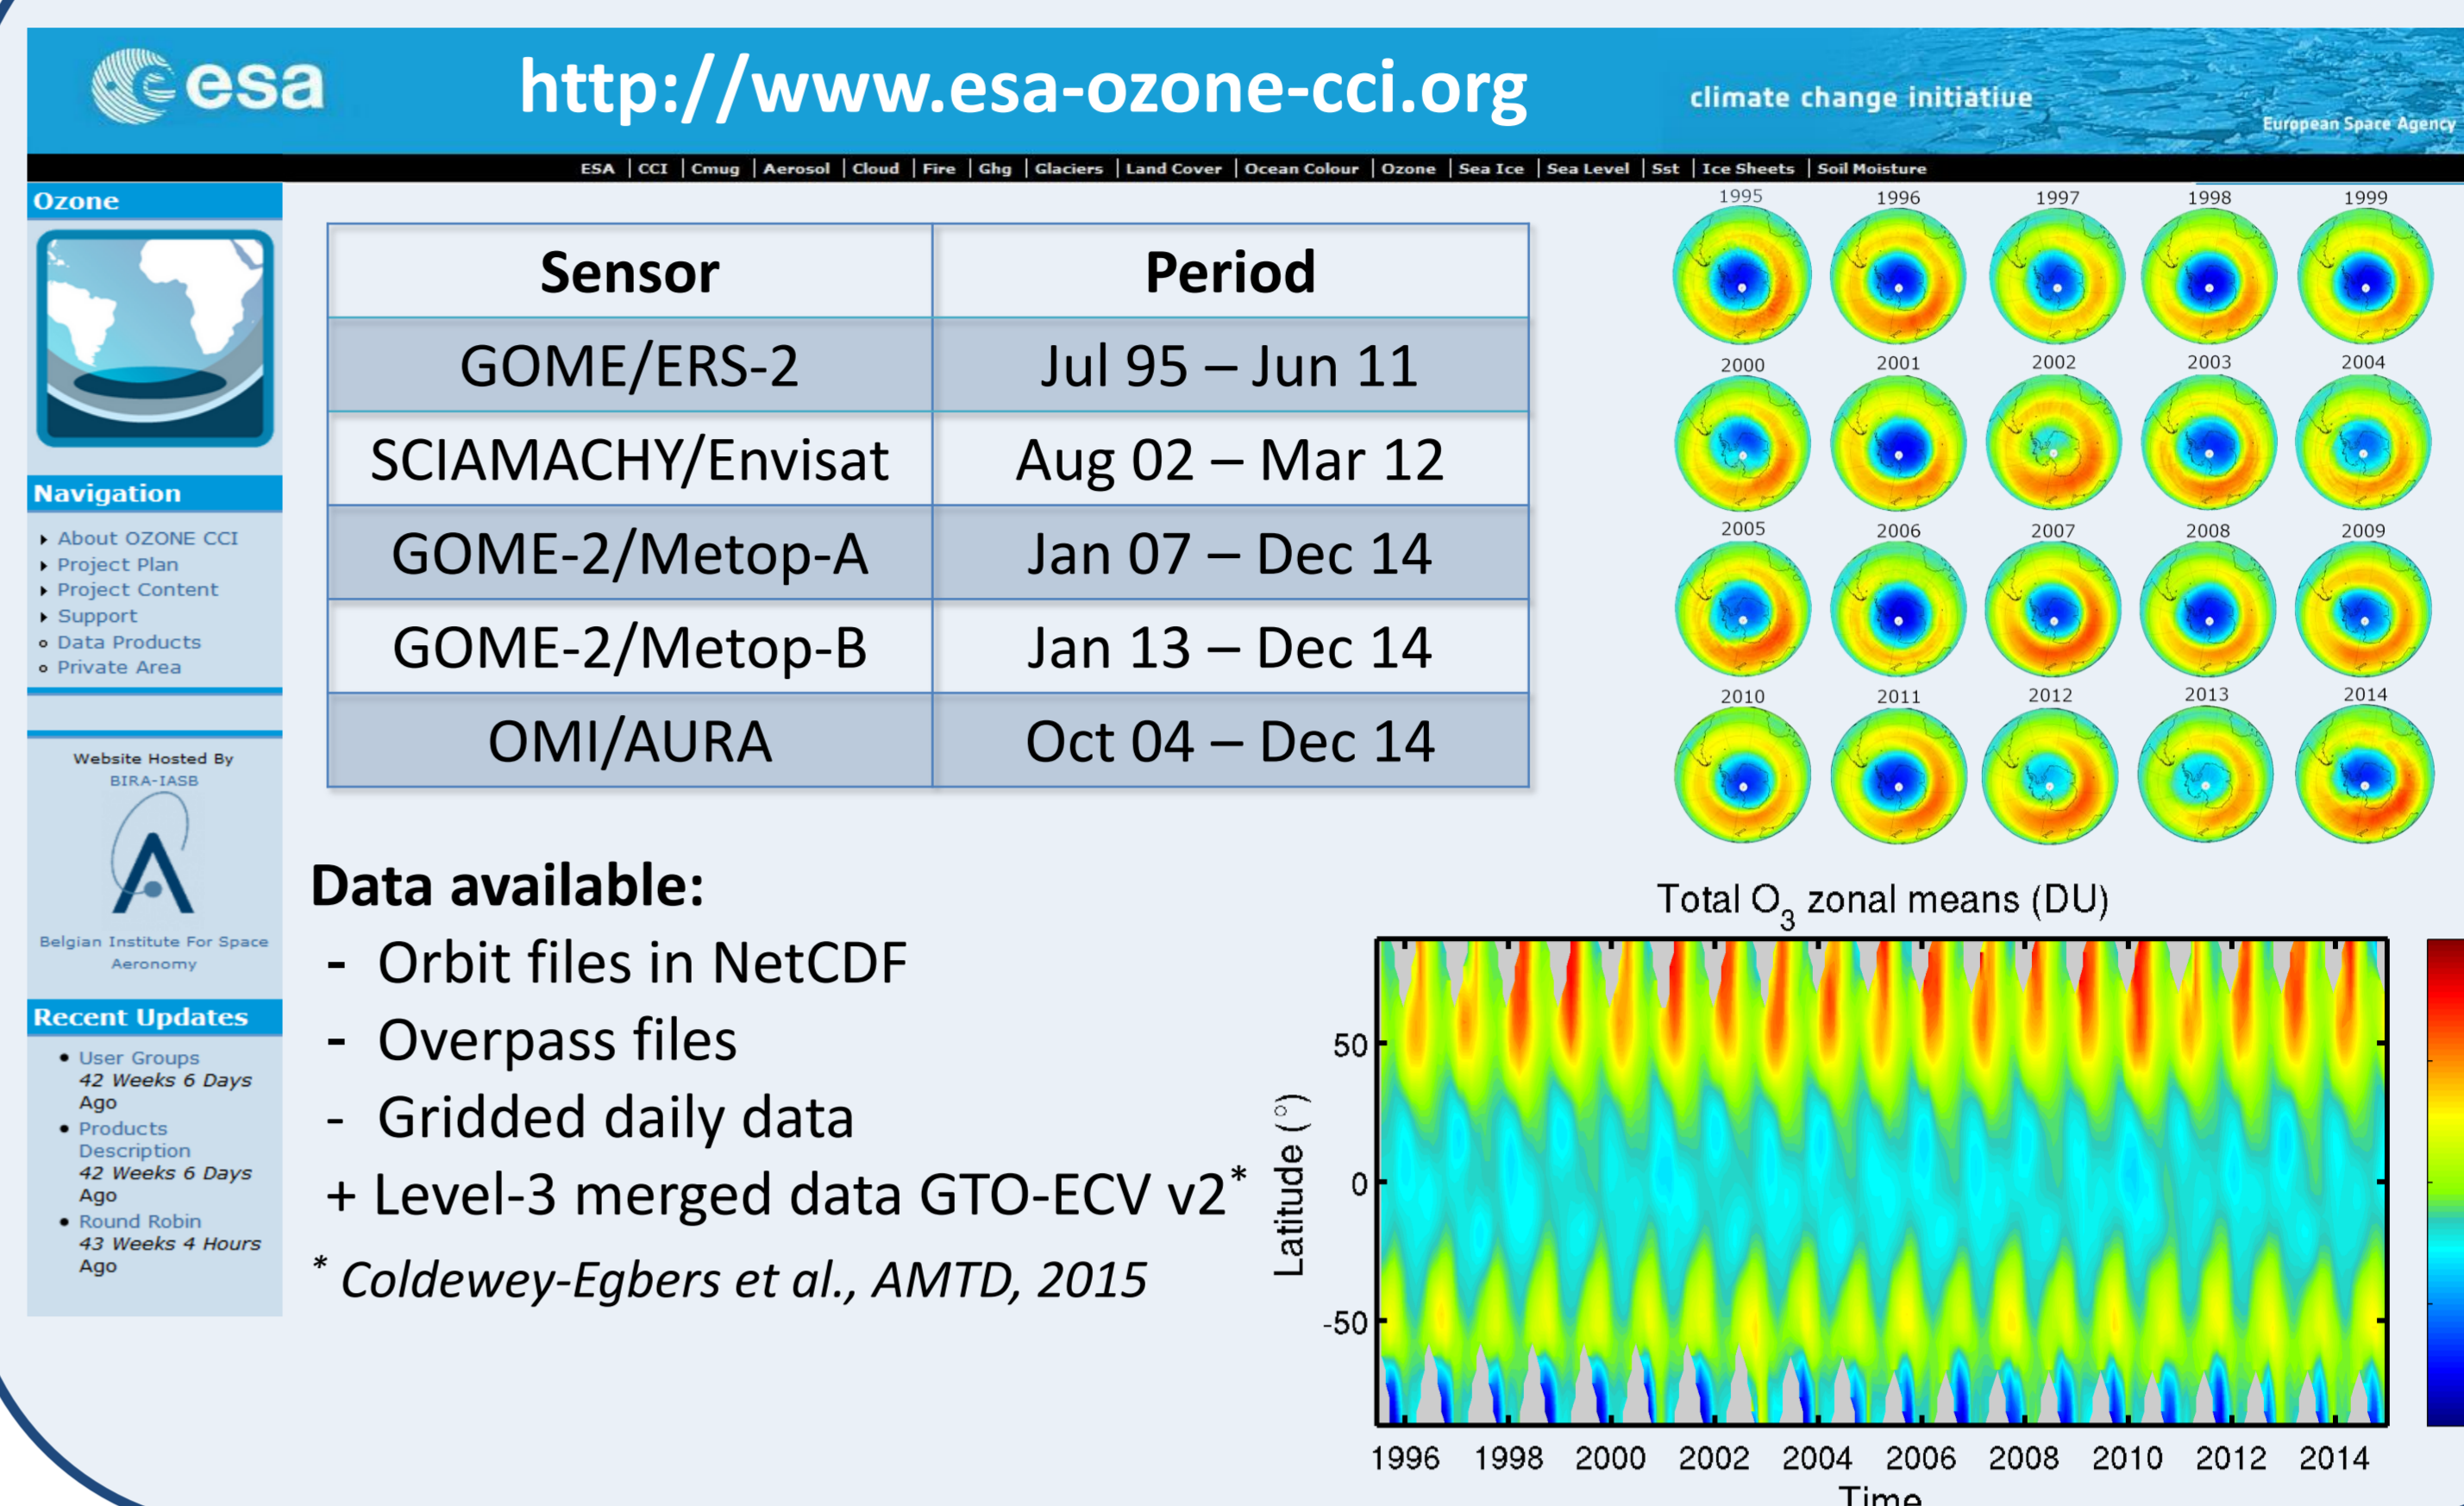 esa
http://www.esa-ozone-cci.org
climate change initiative
European Space Agency
ESA | CCI | Cmug | Aerosol | Cloud | Fire | Ghg | Glaciers | Land Cover | Ocean Colour | Ozone | Sea Ice | Sea Level | Sst | Ice Sheets | Soil Moisture
Ozone
Navigation
About OZONE CCI
Project Plan
Project Content
Support
Data Products
Private Area
Website Hosted By
BIRA-IASB
Belgian Institute For Space
Aeronomy
Recent Updates
User Groups
42 Weeks 6 Days
Ago
Products
Description
42 Weeks 6 Days
Ago
Round Robin
43 Weeks 4 Hours
Ago
Sensor Period
GOME/ERS-2 Jul 95 – Jun 11
SCIAMACHY/Envisat Aug 02 – Mar 12
GOME-2/Metop-A Jan 07 – Dec 14
GOME-2/Metop-B Jan 13 – Dec 14
OMI/AURA Oct 04 – Dec 14
Data available:
- Orbit files in NetCDF
- Overpass files
- Gridded daily data
+ Level-3 merged data GTO-ECV v2*
* Coldewey-Egbers et al., AMTD, 2015
1995 1996 1997 1998 1999
2000 2001 2002 2003 2004
2005 2006 2007 2008 2009
2010 2011 2012 2013 2014
Total O3 zonal means (DU)
Latitude (°)
50
0
-50
1996 1998 2000 2002 2004 2006 2008 2010 2012 2014
Time